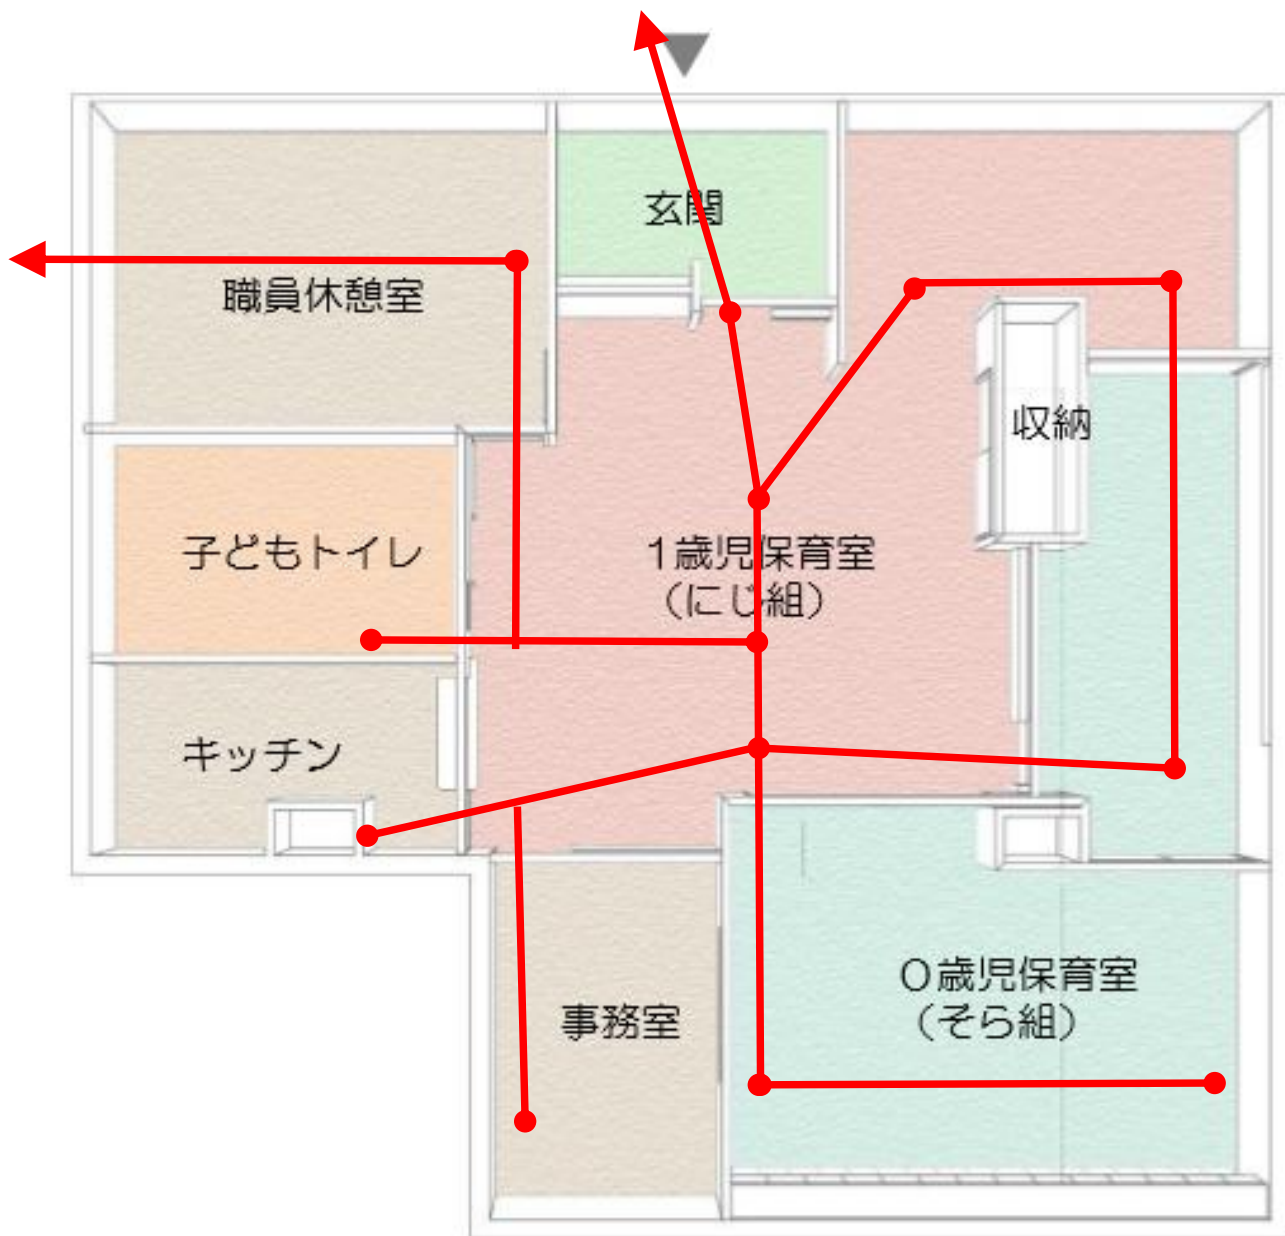 玄関
職員休憩室
収納
子どもトイレ
1歳児保育室
（にじ組）
キッチン
0歳児保育室
（そら組）
事務室